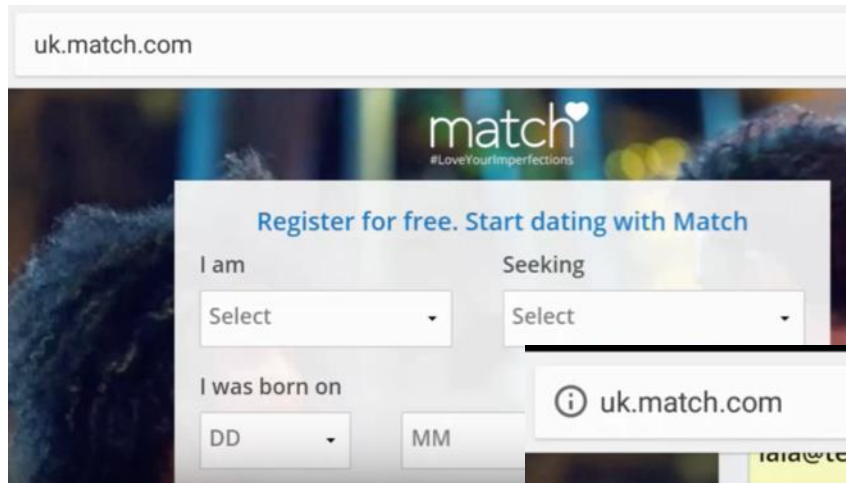 uk.match.com
match
#LoveYourImperfections
Register for free. Start dating with Match
I am
Seeking
Select
Select
I was born on
DD
MM
uk.match.com